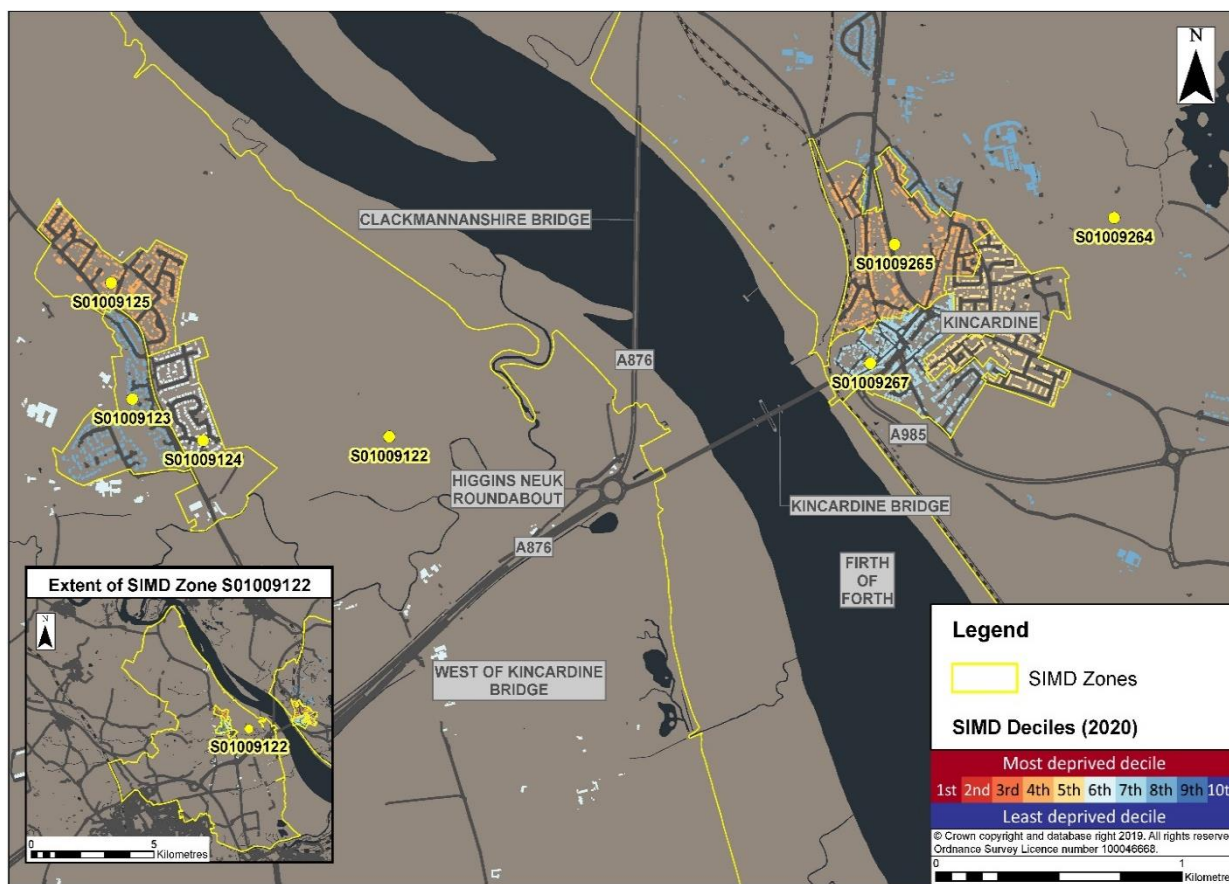 N
CLACKMANNANSHIRE BRIDGE
S01009264
S01009265
S01009125
KINCARDINE
A876
S01009267
S01009123
S01009124
S01009122
A985
HIGGINS NEUK
ROUNDABOUT
KINCARDINE BRIDGE
A876
FIRTH
OF
FORTH
WEST OF KINCARDINE
BRIDGE
Extent of SIMD Zone S01009122
N
S01009122
0 5
Kilometres
Legend
SIMD Zones
SIMD Deciles (2020)
Most deprived decile
1st 2nd 3rd 4th 5th 6th 7th 8th 9th 10t
Least deprived decile
© Crown copyright and database right 2019. All rights reserve
Ordnance Survey Licence number 100046668.
0 1
Kilometre